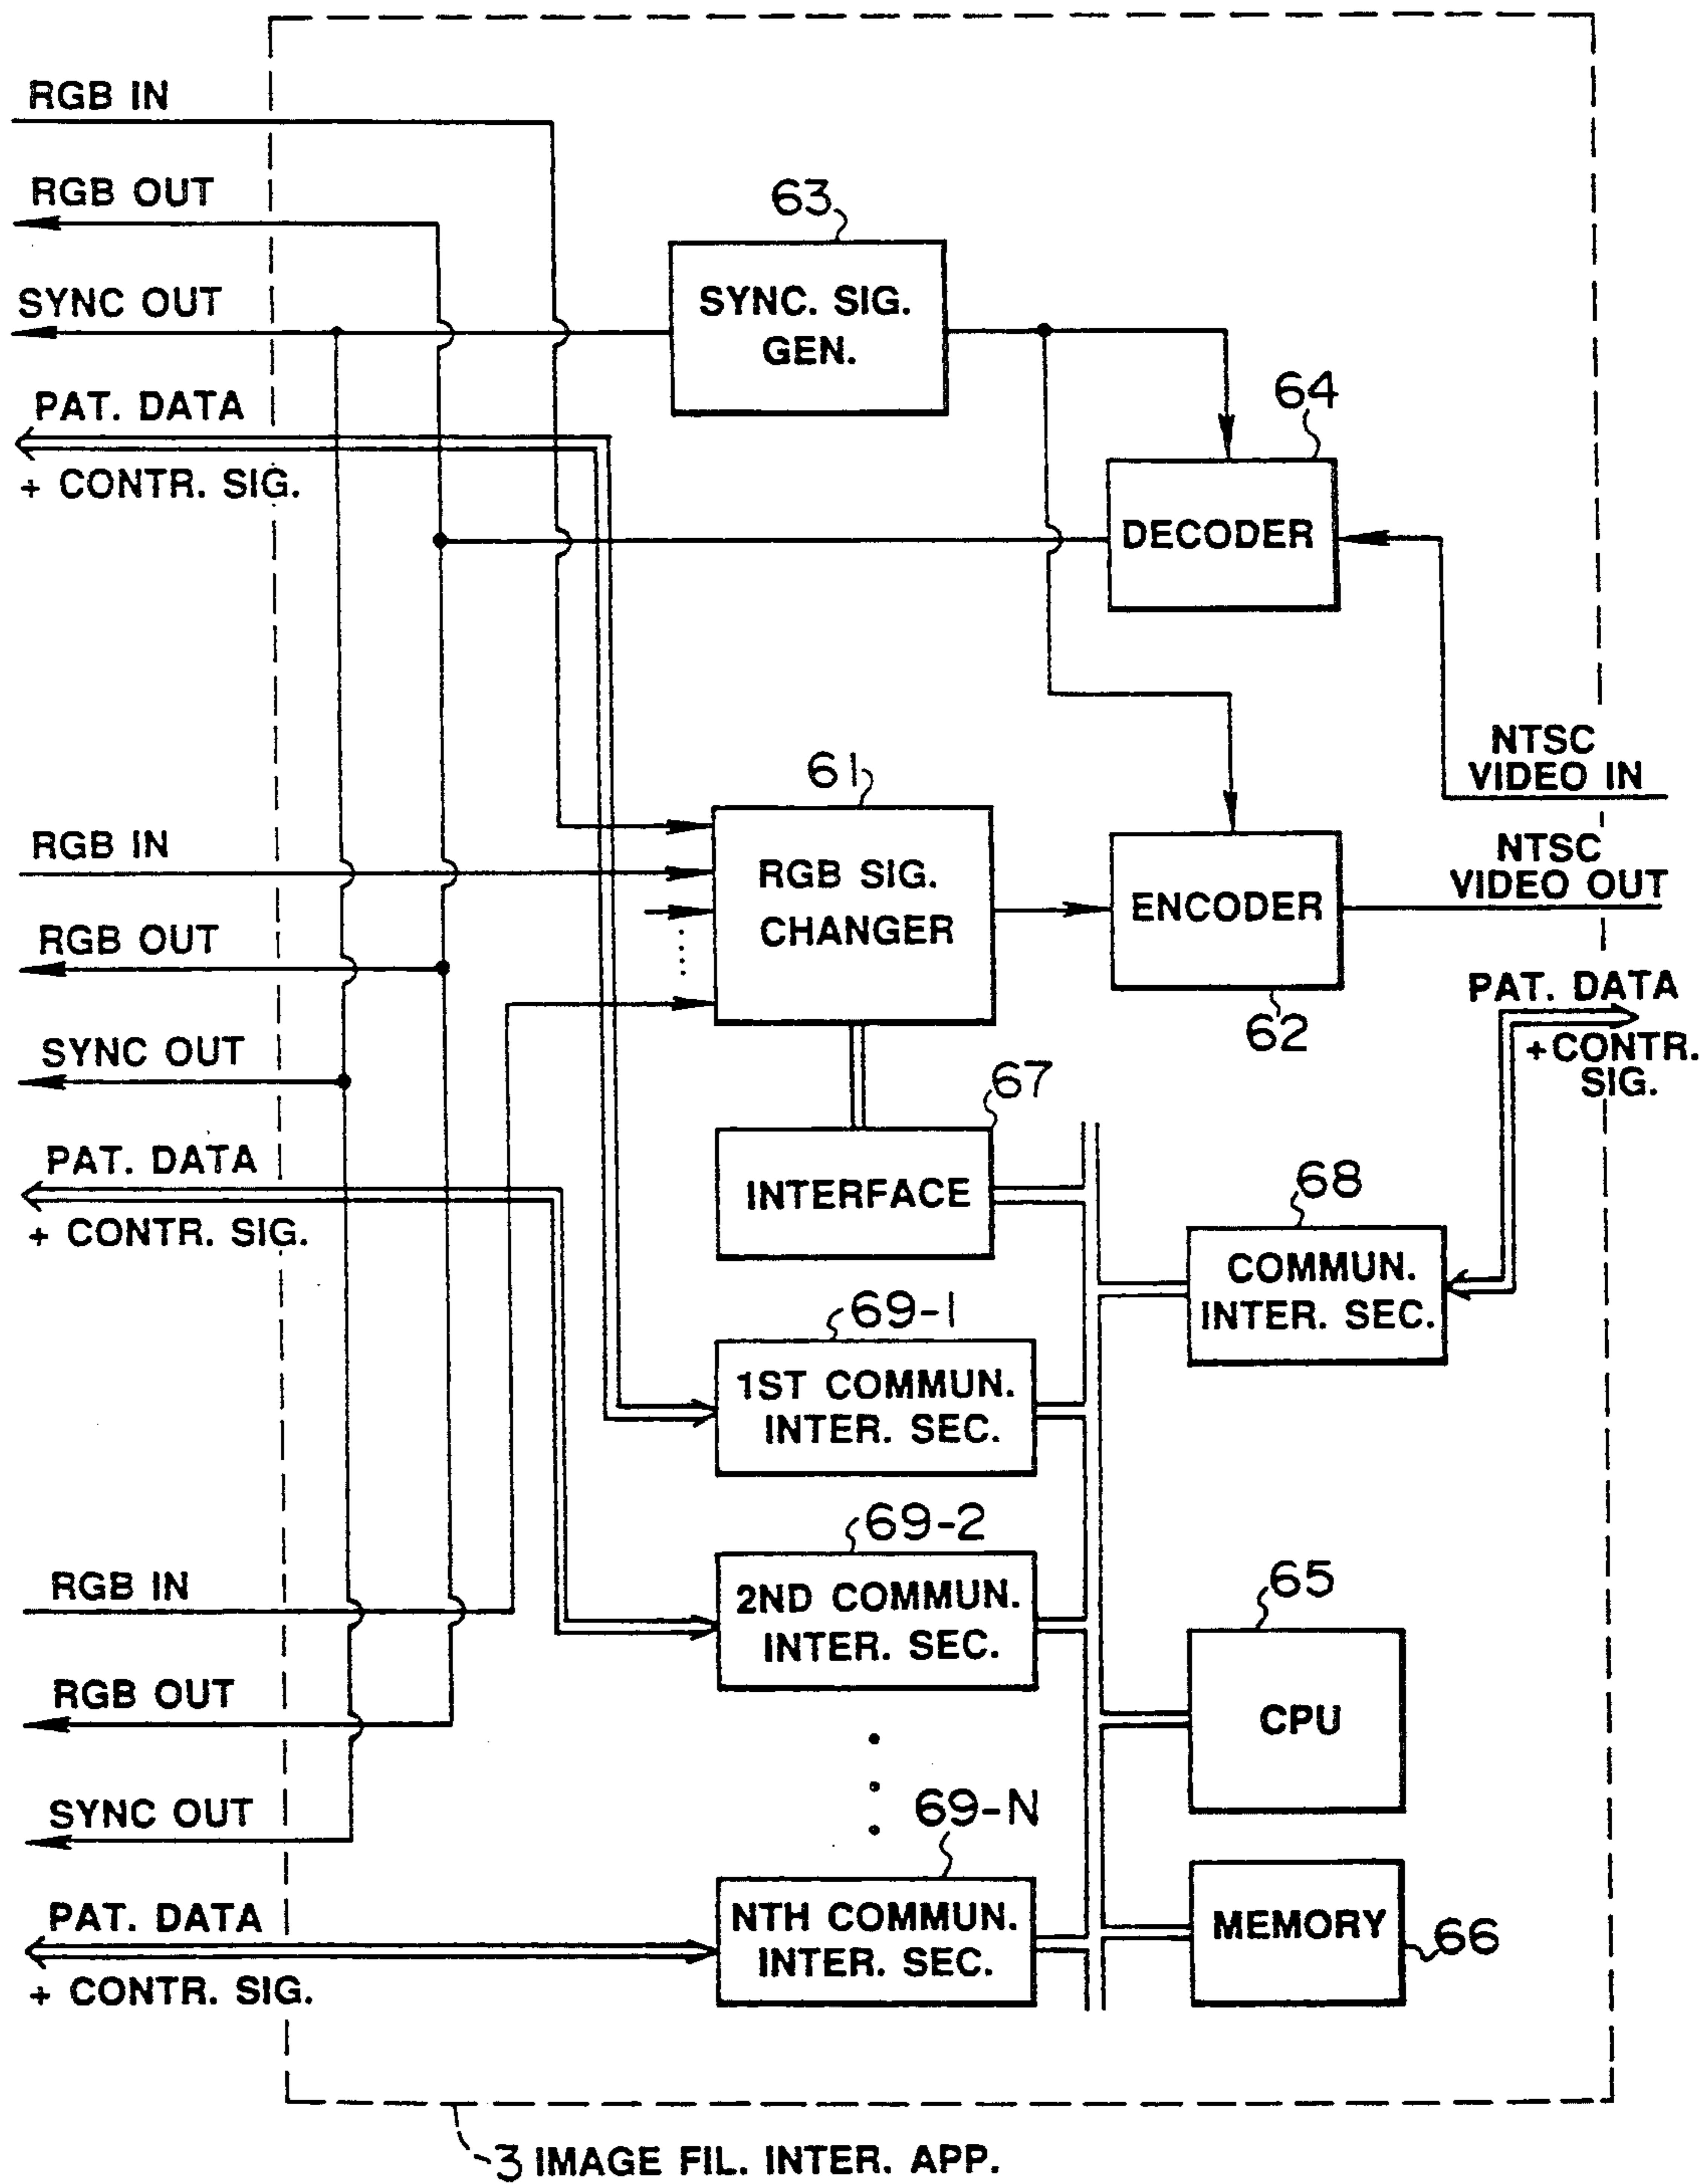 RGB IN
RGB OUT
63
SYNC. SIG.
GEN.
SYNC OUT
64
PAT. DATA
+ CONTR. SIG.
DECODER
NTSC
VIDEO IN
61
RGB IN
RGB SIG.
CHANGER
ENCODER
NTSC
VIDEO OUT
RGB OUT
62
PAT. DATA
+CONTR.
SIG.
SYNC OUT
67
PAT. DATA
+ CONTR. SIG.
INTERFACE
68
COMMUN.
INTER. SEC.
69-1
1ST COMMUN.
INTER. SEC.
69-2
2ND COMMUN.
INTER. SEC.
RGB IN
65
CPU
RGB OUT
SYNC OUT
69-N
NTH COMMUN.
INTER. SEC.
MEMORY
66
PAT. DATA
+ CONTR. SIG.
3 IMAGE FIL. INTER. APP.